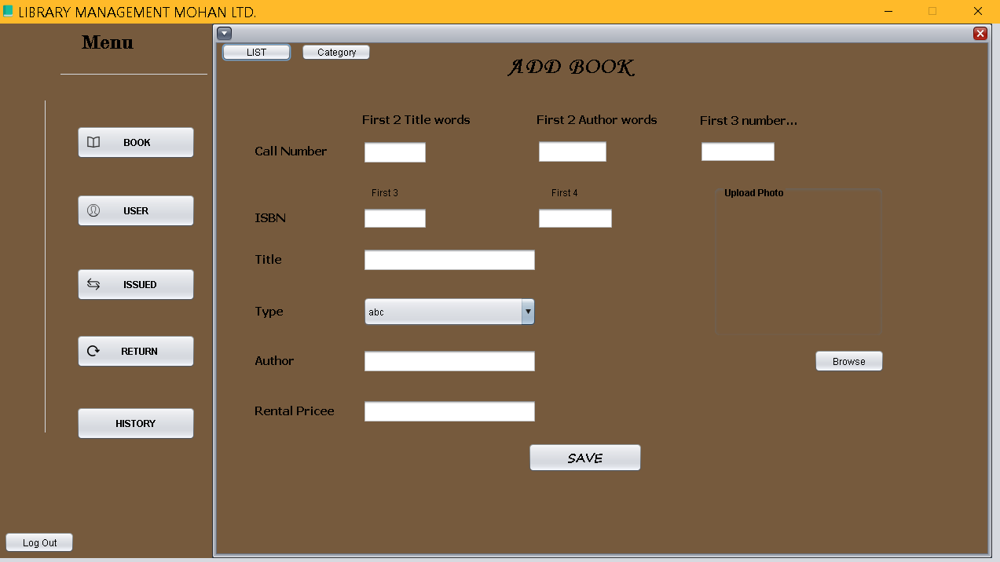 LIBRARY MANAGEMENT MOHAN LTD.
Menu
BOOK
USER
ISSUED
RETURN
HISTORY
Log Out
LIST Category
ADD BOOK
First 2 Title words First 2 Author words First 3 number...
Call Number
First 3 First 4 Upload Photo
ISBN
Title
Type abc
Author Browse
Rental Pricee
SAVE